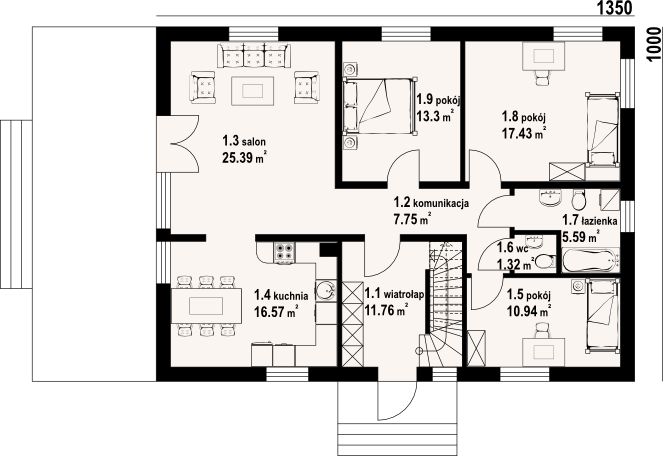 1350
1000
1.9 pokój
13.3 m²
1.8 pokój
17.43 m²
1.3 salon
25.39 m²
1.2 komunikacja
7.75 m²
1.7 łazienka
5.59 m²
1.6 wc
1.32 m²
1.4 kuchnia
16.57 m²
1.1 wiatrołap
11.76 m²
1.5 pokój
10.94 m²